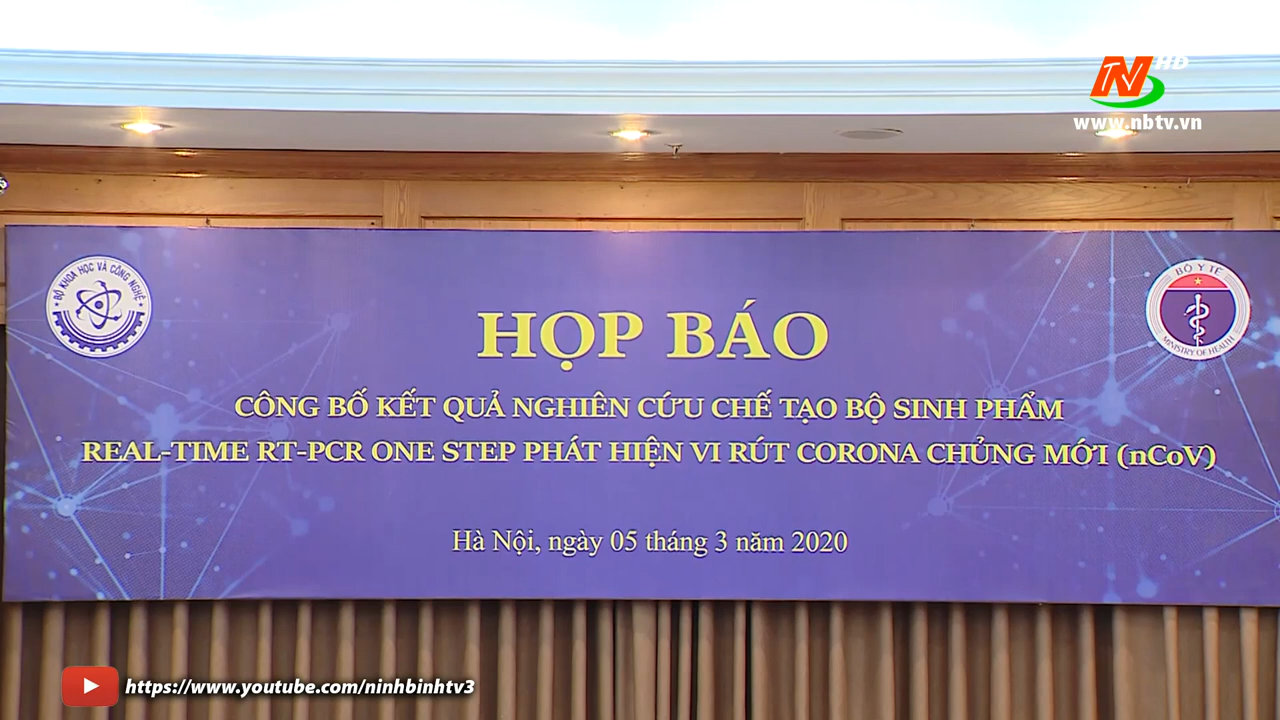 TV HD
www.nbtv.vn
BỘ KHOA HỌC VÀ CÔNG NGHỆ
BỘ Y TẾ
MINISTRY OF HEALTH
HỌP BÁO
CÔNG BỐ KẾT QUẢ NGHIÊN CỨU CHẾ TẠO BỘ SINH PHẨM
REAL-TIME RT-PCR ONE STEP PHÁT HIỆN VI RÚT CORONA CHỦNG MỚI (nCoV)
Hà Nội, ngày 05 tháng 3 năm 2020
https://www.youtube.com/ninhbinhtv3